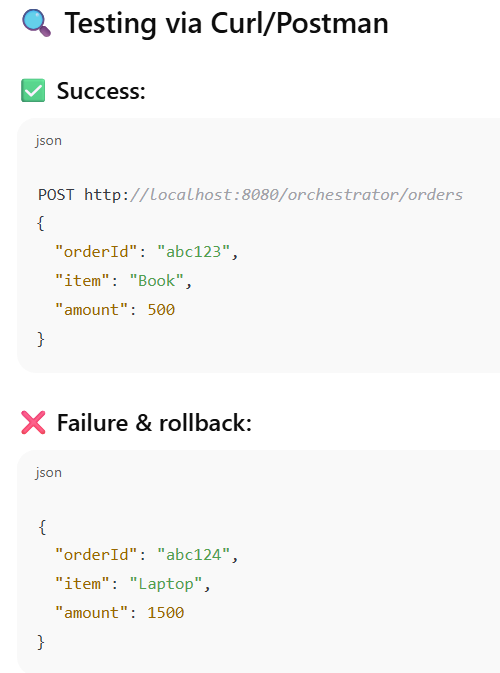 🔍 Testing via Curl/Postman
✅ Success:
json
POST http://localhost:8080/orchestrator/orders
{
  "orderId": "abc123",
  "item": "Book",
  "amount": 500
}
❌ Failure & rollback:
json
{
  "orderId": "abc124",
  "item": "Laptop",
  "amount": 1500
}